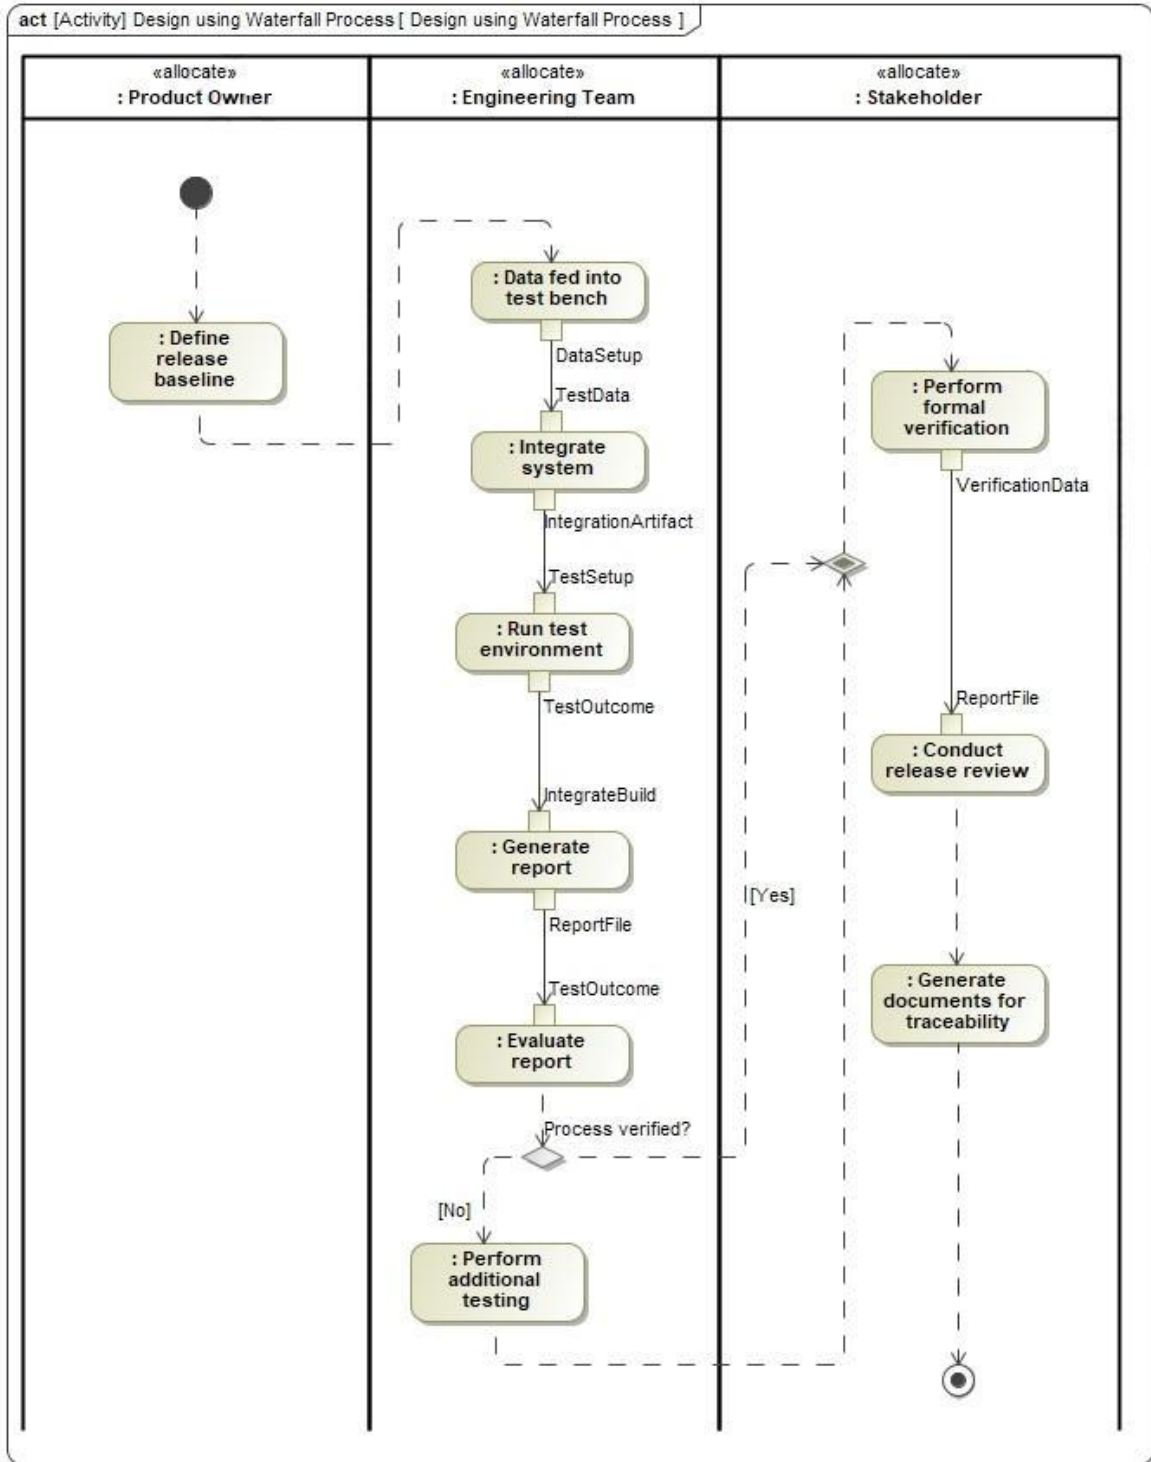 act [Activity] Design using Waterfall Process [ Design using Waterfall Process ]
«allocate»
: Product Owner
«allocate»
: Engineering Team
«allocate»
: Stakeholder
: Define
release
baseline
: Data fed into
test bench
DataSetup
TestData
: Integrate
system
IntegrationArtifact
TestSetup
: Run test
environment
TestOutcome
IntegrateBuild
: Generate
report
ReportFile
TestOutcome
: Evaluate
report
Process verified?
[No]
: Perform
additional
testing
[Yes]
: Perform
formal
verification
VerificationData
ReportFile
: Conduct
release review
: Generate
documents for
traceability